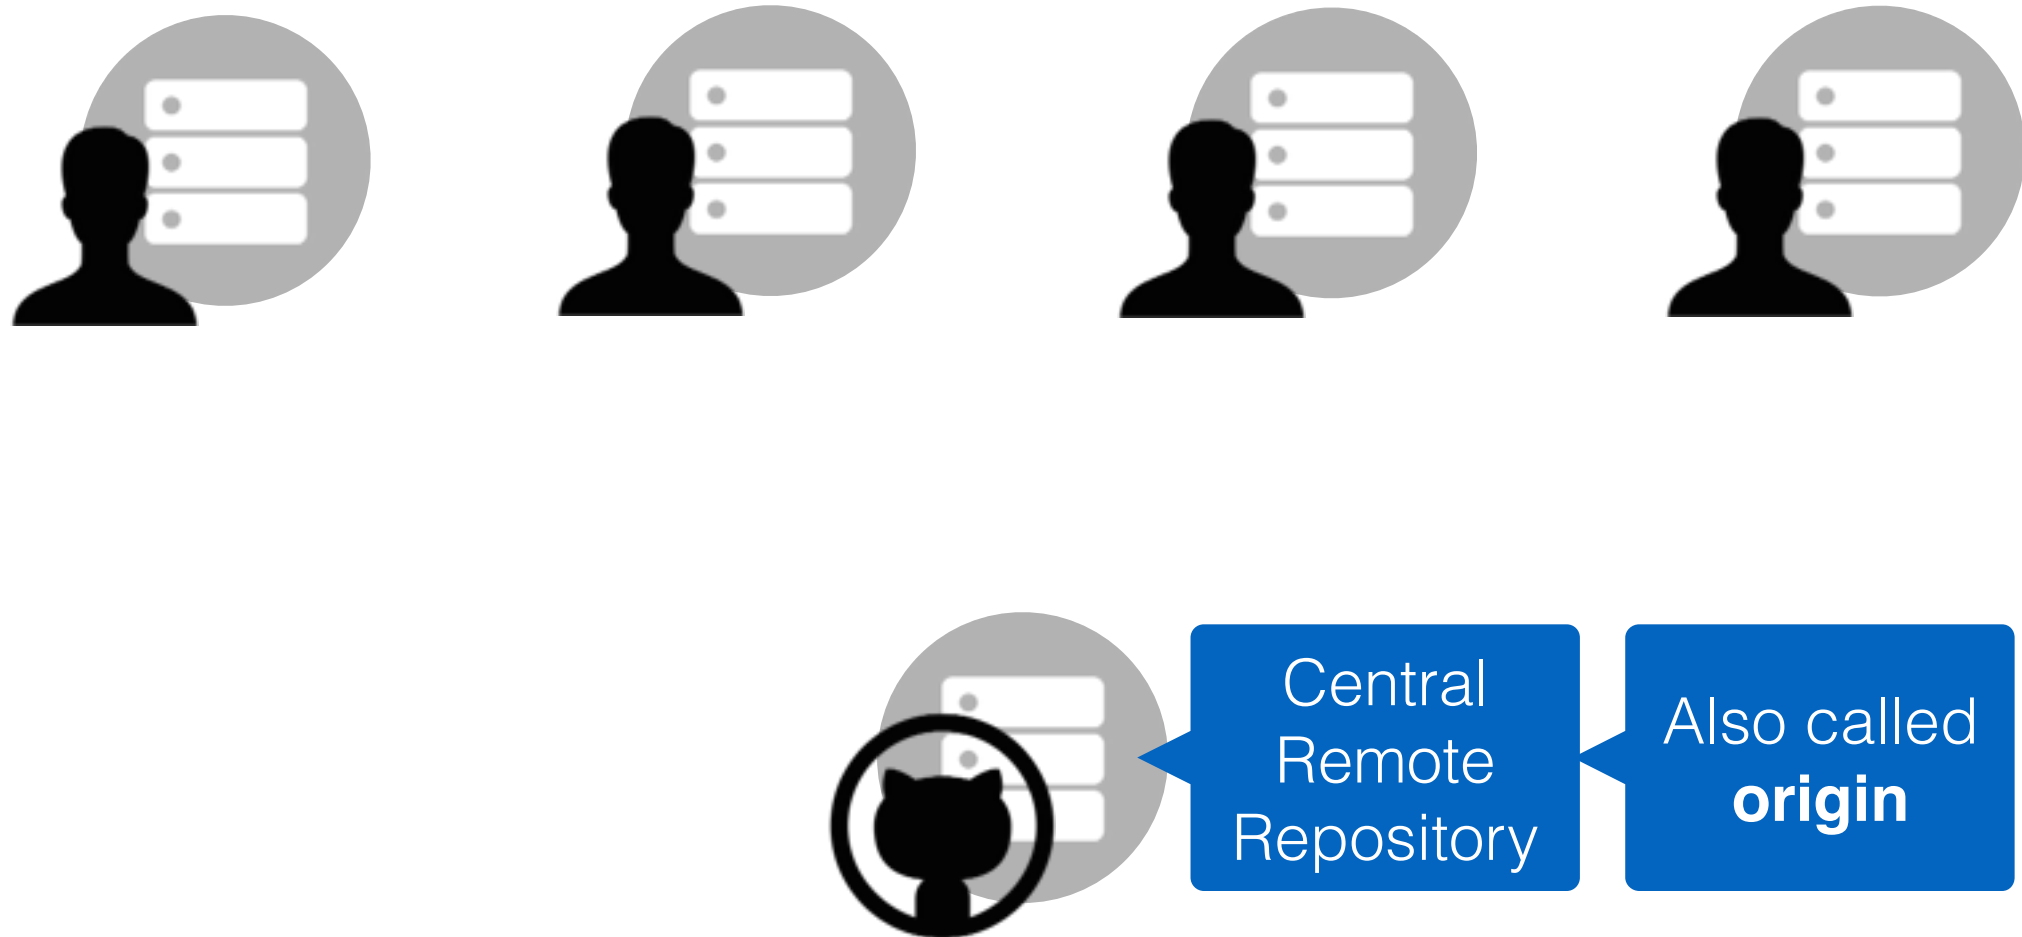 Central
Remote
Repository
Also called
origin